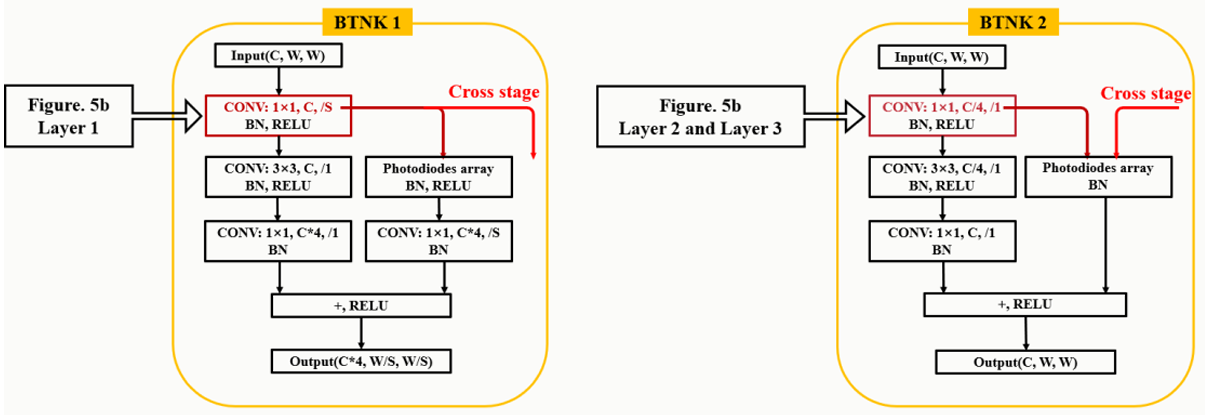 BTNK 1
Input(C, W, W)
Figure. 5b
Layer 1
CONV: 1×1, C, /S
BN, RELU
Cross stage
CONV: 3×3, C, /1
BN, RELU
Photodiodes array
BN, RELU
CONV: 1×1, C*4, /1
BN
CONV: 1×1, C*4, /S
BN
+, RELU
Output(C*4, W/S, W/S)
BTNK 2
Input(C, W, W)
Figure. 5b
Layer 2 and Layer 3
CONV: 1×1, C/4, /1
BN, RELU
Cross stage
CONV: 3×3, C/4, /1
BN, RELU
Photodiodes array
BN
CONV: 1×1, C, /1
BN
+, RELU
Output(C, W, W)